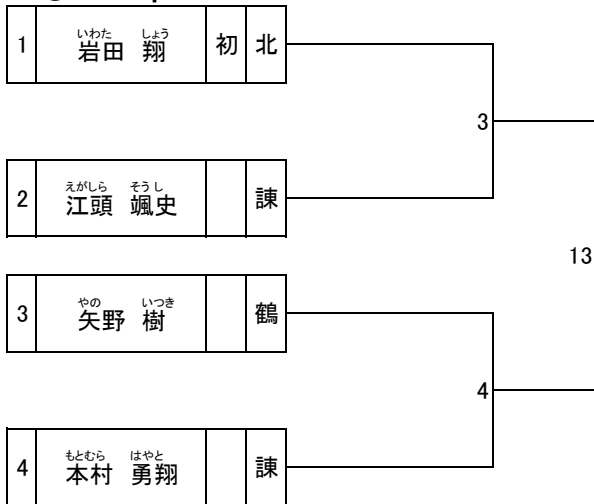 いわた しょう
1 岩田 翔 初 北
3
えがしら そうし
2 江頭 颯史 諌
13
やの いつき
3 矢野 樹 鶴
4
もとむら はやと
4 本村 勇翔 諌